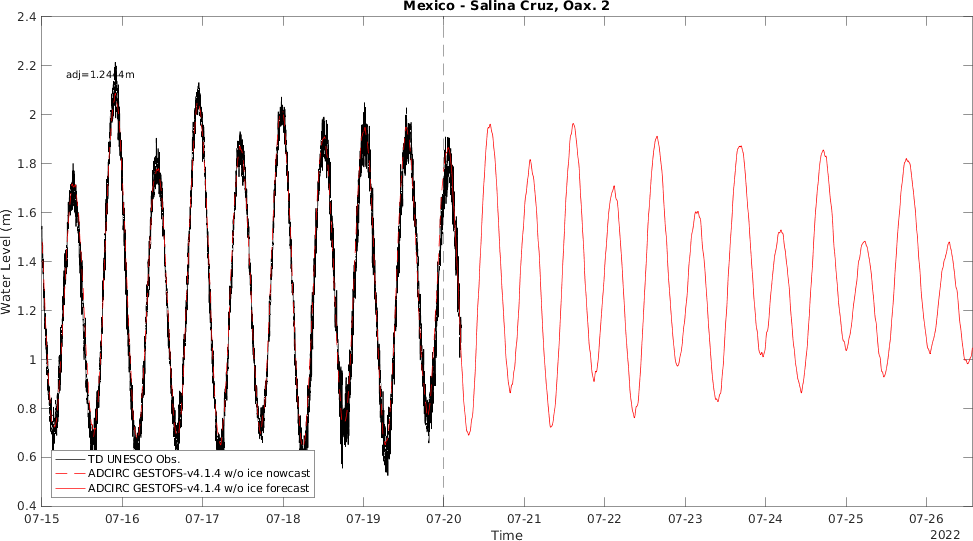 Mexico - Salina Cruz, Oax. 2
2.4
2.2
2
1.8
1.6
1.4
1.2
1
0.8
0.6
0.4
Water Level (m)
adj=1.2444m
TD UNESCO Obs.
ADCIRC GESTOFS-v4.1.4 w/o ice nowcast
ADCIRC GESTOFS-v4.1.4 w/o ice forecast
07-15 07-16 07-17 07-18 07-19 07-20 07-21 07-22 07-23 07-24 07-25 07-26
Time
2022